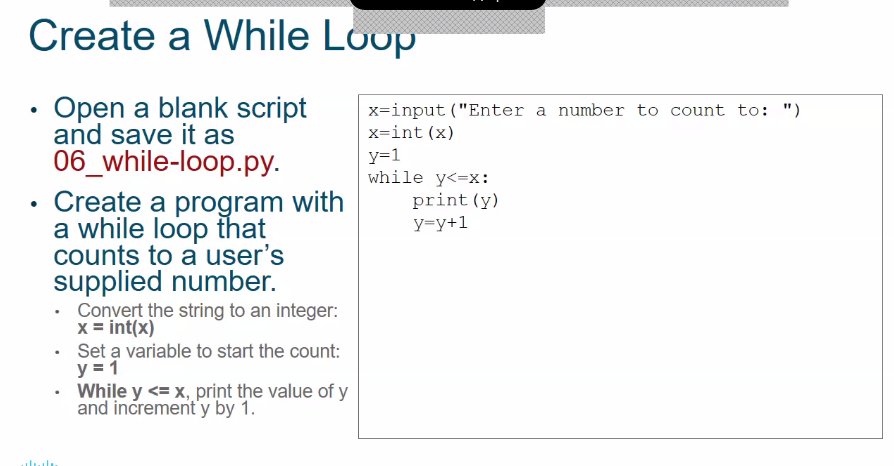 Create a While Loop
• Open a blank script
and save it as
06_while-loop.py.
• Create a program with
a while loop that
counts to a user’s
supplied number.
• Convert the string to an integer:
x = int(x)
• Set a variable to start the count:
y = 1
• While y <= x, print the value of y
and increment y by 1.
x=input("Enter a number to count to: ")
x=int(x)
y=1
while y<=x:
    print(y)
    y=y+1